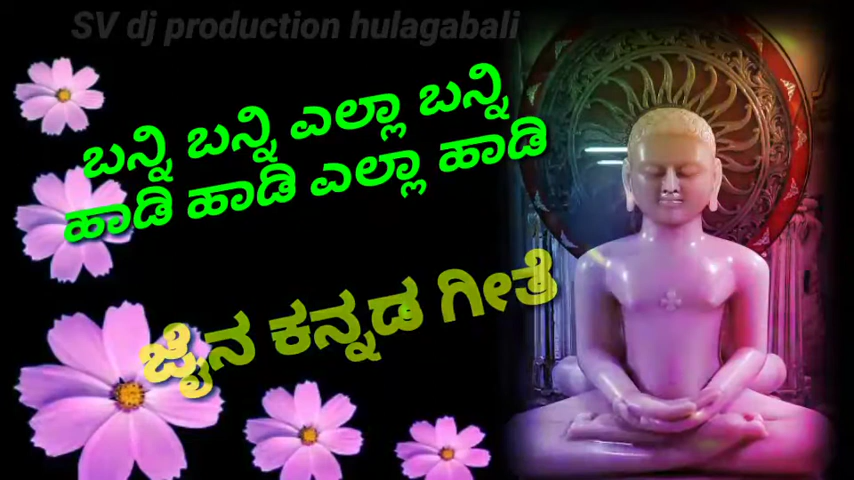 SV dj production hulagabali
ಬನ್ನಿ ಬನ್ನಿ ಎಲ್ಲಾ ಬನ್ನಿ
ಹಾಡಿ ಹಾಡಿ ಎಲ್ಲಾ ಹಾಡಿ
ಜೈನ ಕನ್ನಡ ಗೀತೆ